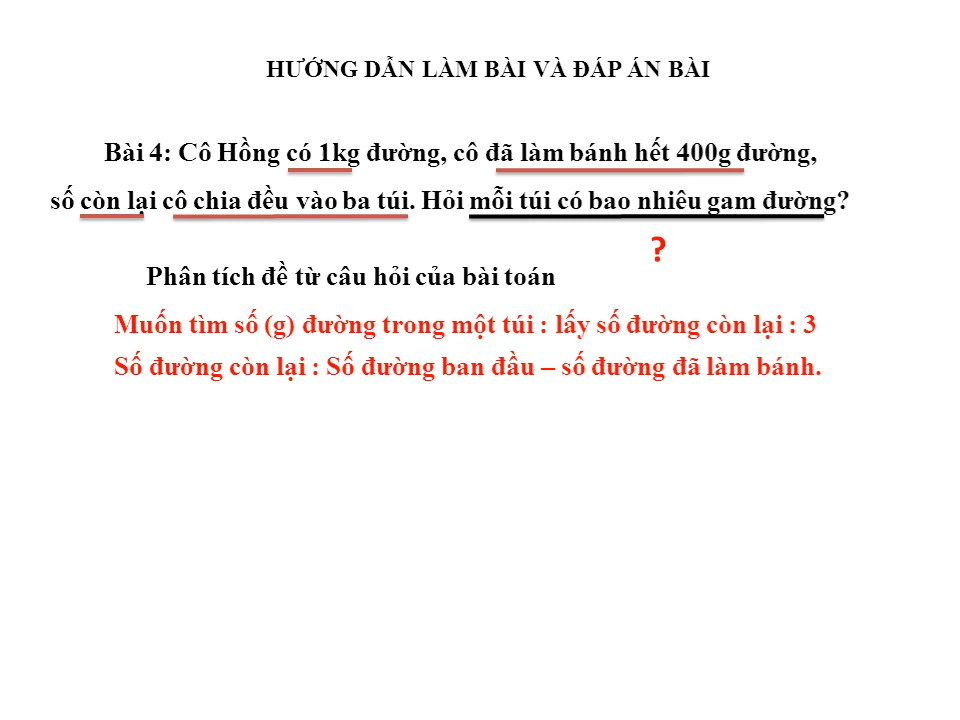 HƯỚNG DẪN LÀM BÀI VÀ ĐÁP ÁN BÀI
Bài 4: Cô Hồng có 1kg đường, cô đã làm bánh hết 400g đường,
số còn lại cô chia đều vào ba túi. Hỏi mỗi túi có bao nhiêu gam đường?
?
Phân tích đề từ câu hỏi của bài toán
Muốn tìm số (g) đường trong một túi : lấy số đường còn lại : 3
Số đường còn lại : Số đường ban đầu – số đường đã làm bánh.